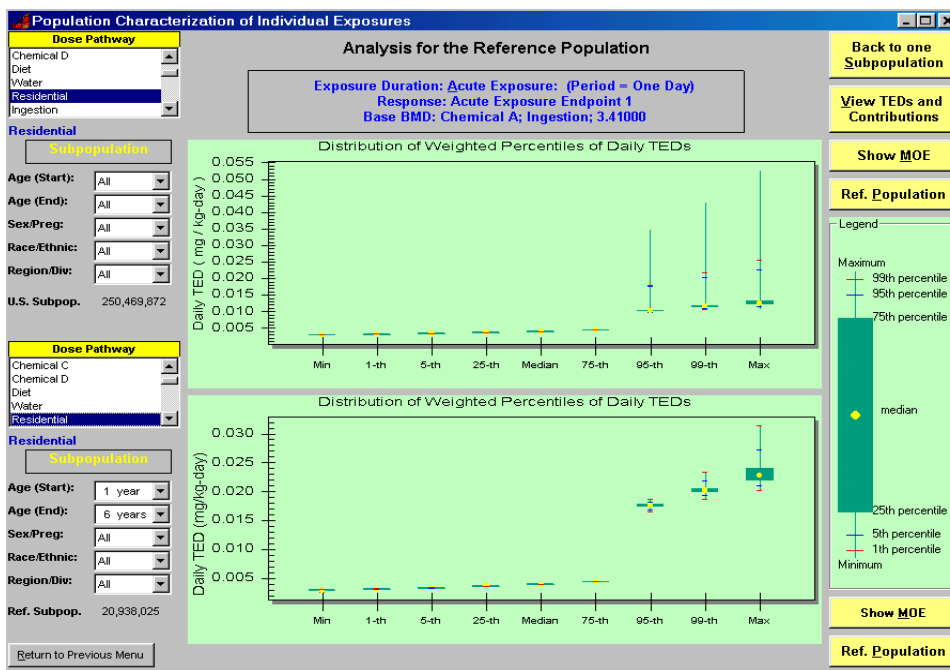 Population Characterization of Individual Exposures
Dose Pathway
Chemical D
Diet
Water
Residential
Ingestion
Residential
Subpopulation
Age (Start): All
Age (End): All
Sex/Preg: All
Race/Ethnic: All
Region/Div: All
U.S. Subpop. 250,469,872
Dose Pathway
Chemical C
Chemical D
Diet
Water
Residential
Residential
Subpopulation
Age (Start): 1 year
Age (End): 6 years
Sex/Preg: All
Race/Ethnic: All
Region/Div: All
Ref. Subpop. 20,938,025
Return to Previous Menu
Analysis for the Reference Population
Exposure Duration: Acute Exposure: (Period = One Day)
Response: Acute Exposure Endpoint 1
Base BMD: Chemical A; Ingestion; 3.41000
Distribution of Weighted Percentiles of Daily TEDs
Daily TED ( mg / kg-day )
0.055
0.050
0.045
0.040
0.035
0.030
0.025
0.020
0.015
0.010
0.005
Min 1-th 5-th 25-th Median 75-th 95-th 99-th Max
Distribution of Weighted Percentiles of Daily TEDs
Daily TED (mg/kg-day)
0.030
0.025
0.020
0.015
0.010
0.005
Min 1-th 5-th 25-th Median 75-th 95-th 99-th Max
Back to one
Subpopulation
View TEDs and
Contributions
Show MOE
Ref. Population
Legend
Maximum
99th percentile
95th percentile
75th percentile
median
25th percentile
5th percentile
1th percentile
Minimum
Show MOE
Ref. Population